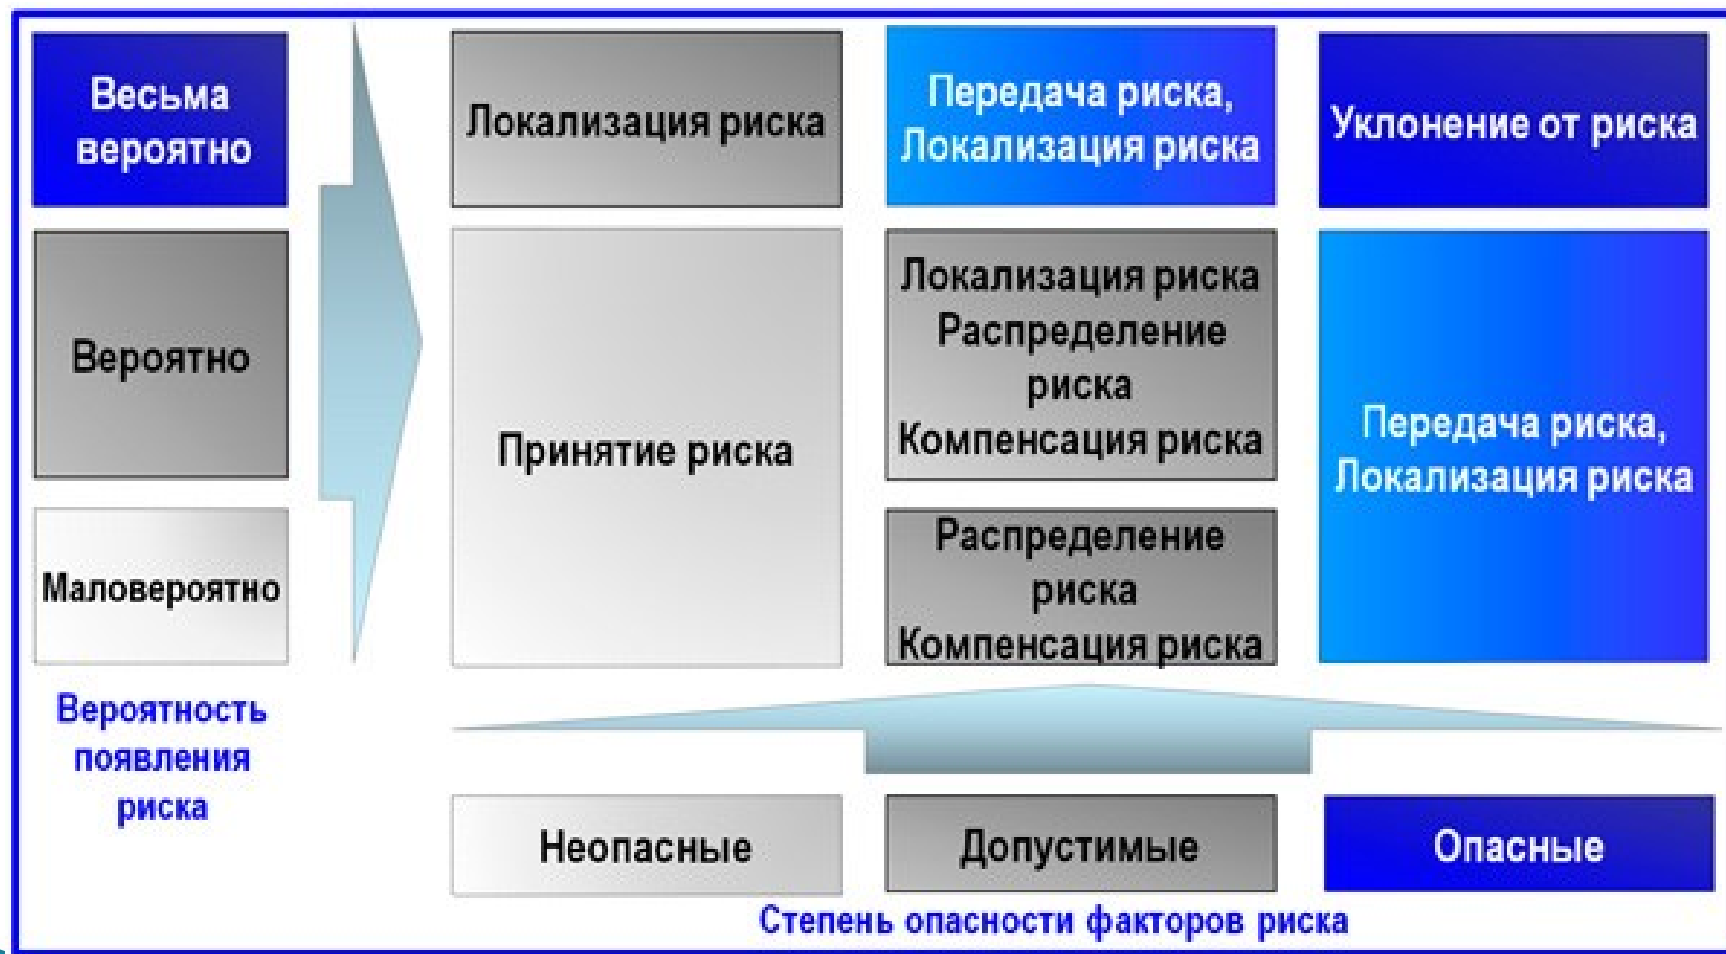 Весьма
вероятно
Локализация риска
Передача риска,
Локализация риска
Уклонение от риска
Вероятно
Принятие риска
Локализация риска
Распределение
риска
Компенсация риска
Передача риска,
Локализация риска
Маловероятно
Распределение
риска
Компенсация риска
Вероятность
появления
риска
Неопасные
Допустимые
Опасные
Степень опасности факторов риска